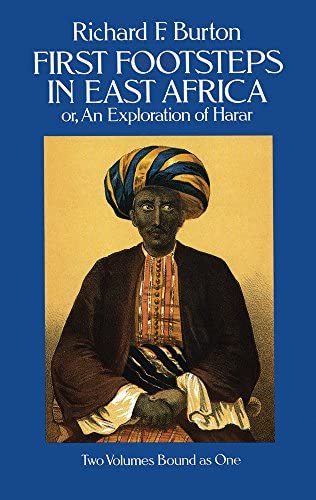 Richard F. Burton
FIRST FOOTSTEPS
IN EAST AFRICA
or, An Exploration of Harar
Two Volumes Bound as One